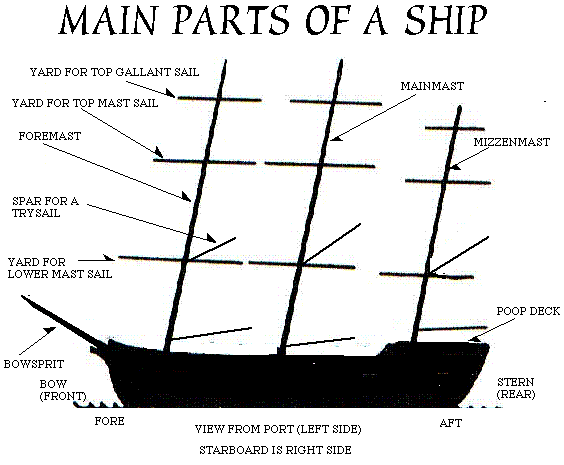 MAIN PARTS OF A SHIP
YARD FOR TOP GALLANT SAIL
MAINMAST
YARD FOR TOP MAST SAIL
FOREMAST
MIZZENMAST
SPAR FOR A
TRYSAIL
YARD FOR
LOWER MAST SAIL
POOP DECK
BOWSPRIT
BOW
(FRONT)
STERN
(REAR)
FORE
AFT
VIEW FROM PORT (LEFT SIDE)
STARBOARD IS RIGHT SIDE